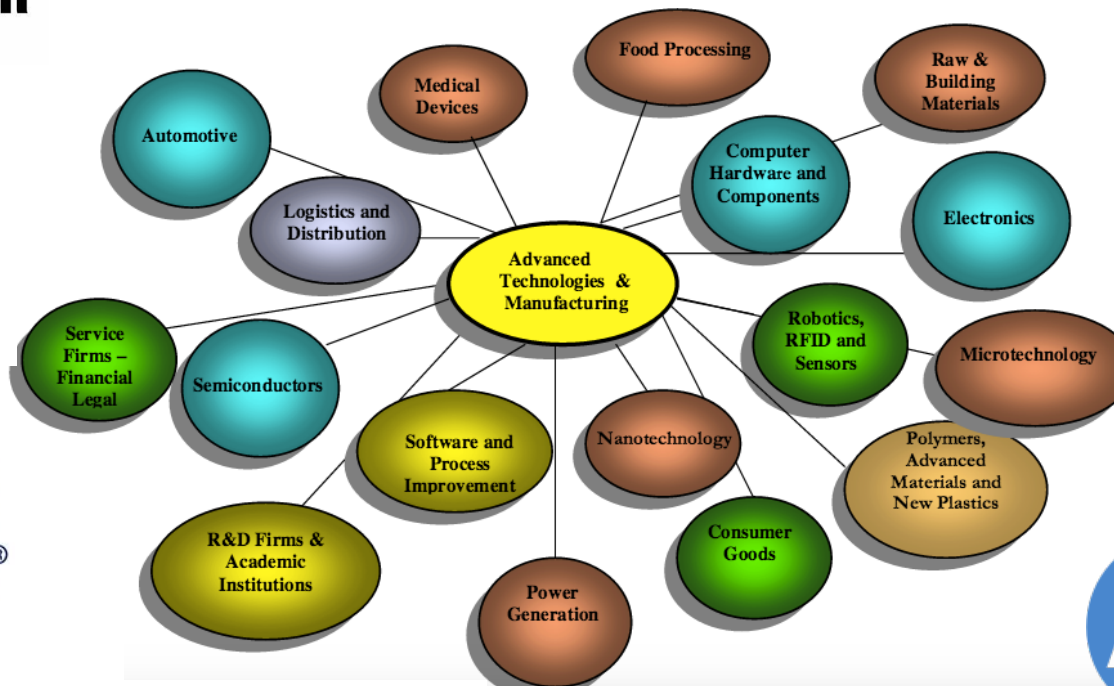 Food Processing
Medical
Devices
Raw &
Building
Materials
Automotive
Computer
Hardware and
Components
Logistics and
Distribution
Electronics
Advanced
Technologies &
Manufacturing
Service
Firms –
Financial
Legal
Semiconductors
Robotics,
RFID and
Sensors
Microtechnology
Software and
Process
Improvement
Nanotechnology
Polymers,
Advanced
Materials and
New Plastics
R&D Firms &
Academic
Institutions
Consumer
Goods
Power
Generation
®